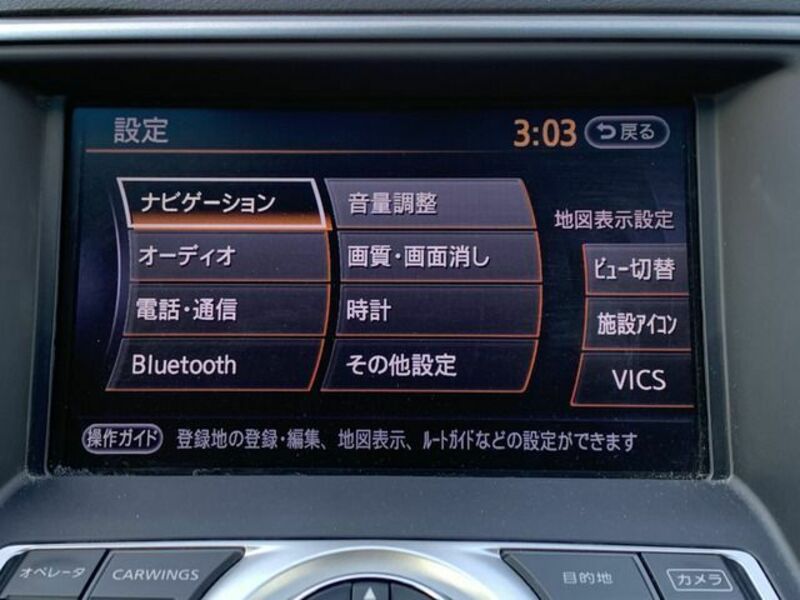 設定
3:03
戻る
ナビゲーション
音量調整
地図表示設定
オーディオ
画質・画面消し
ビュー切替
電話・通信
時計
施設アイコン
Bluetooth
その他設定
VICS
操作ガイド
登録地の登録・編集、地図表示、ルートガイドなどの設定ができます
オペレータ
CARWINGS
目的地
カメラ